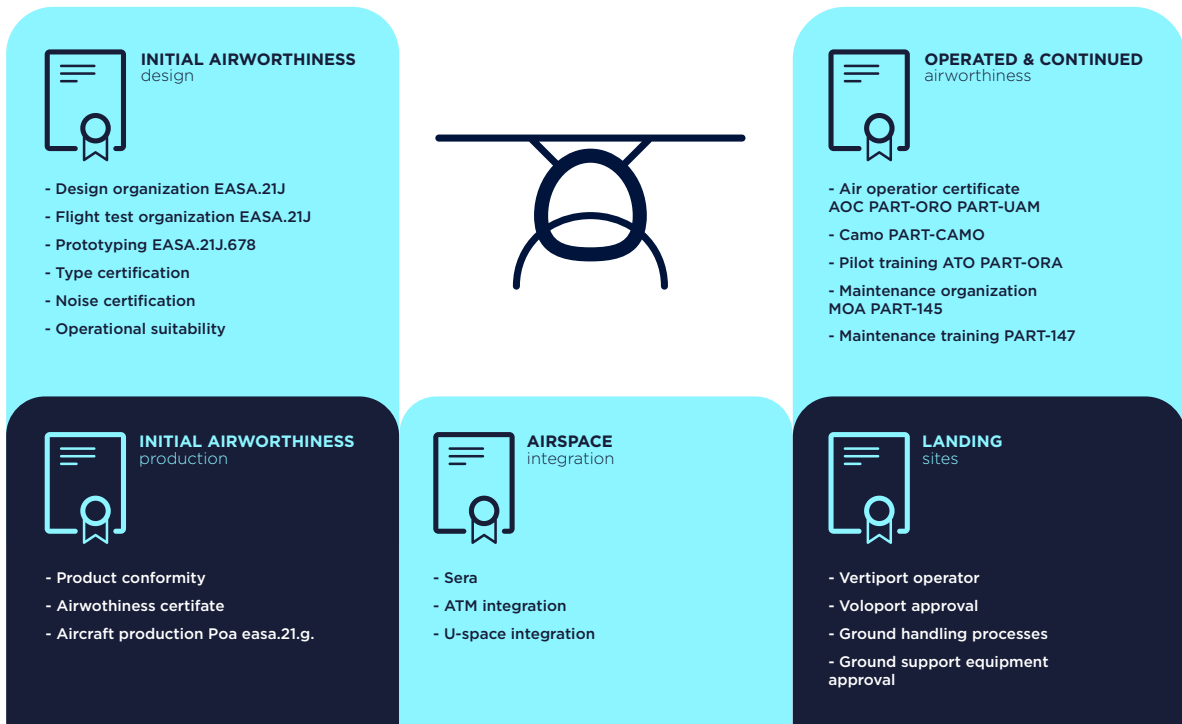 INITIAL AIRWORTHINESS
design
- Design organization EASA.21J
- Flight test organization EASA.21J
- Prototyping EASA.21J.678
- Type certification
- Noise certification
- Operational suitability
OPERATED & CONTINUED
airworthiness
- Air operatior certificate
AOC PART-ORO PART-UAM
- Camo PART-CAMO
- Pilot training ATO PART-ORA
- Maintenance organization
MOA PART-145
- Maintenance training PART-147
INITIAL AIRWORTHINESS
production
- Product conformity
- Airwothiness certifate
- Aircraft production Poa easa.21.g.
AIRSPACE
integration
- Sera
- ATM integration
- U-space integration
LANDING
sites
- Vertiport operator
- Voloport approval
- Ground handling processes
- Ground support equipment
approval